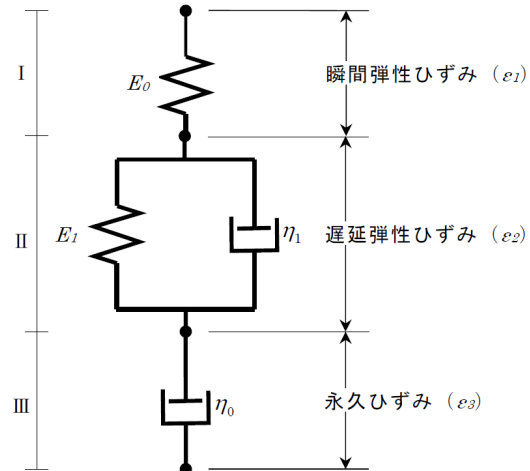 I
E0
瞬間弾性ひずみ (ε1)
II
E1
η1
遅延弾性ひずみ (ε2)
III
η0
永久ひずみ (ε3)